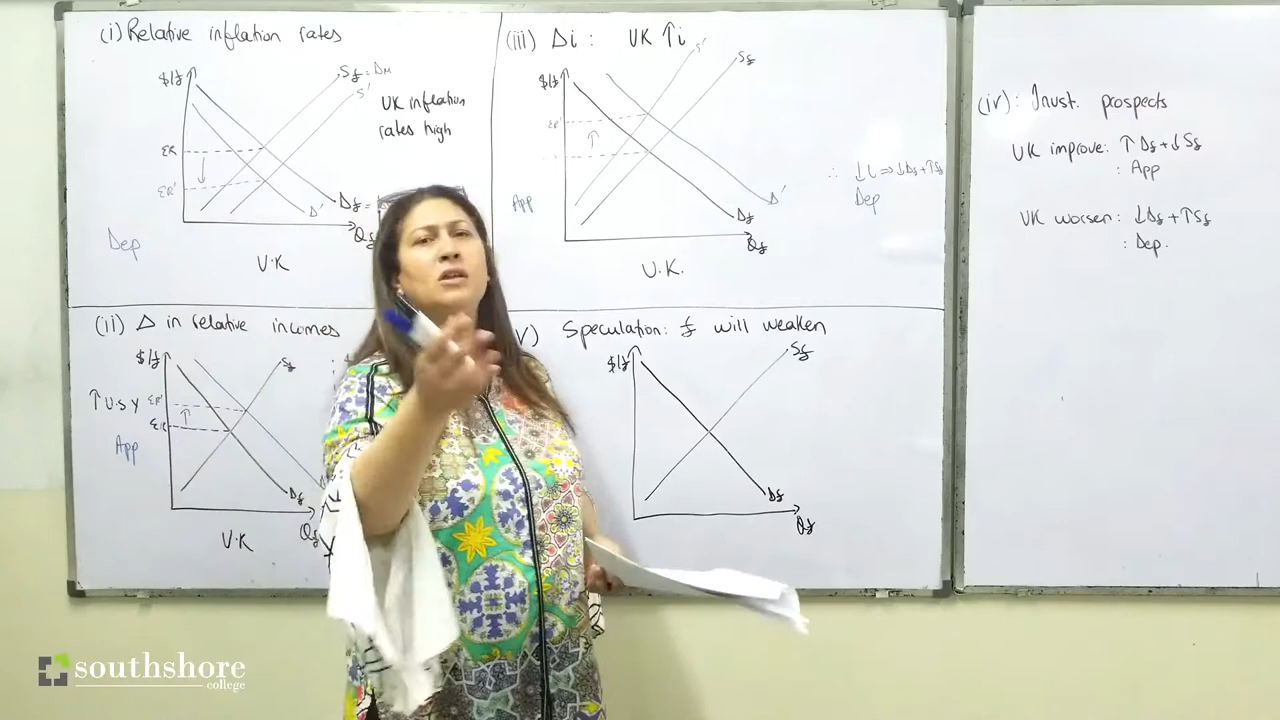 (i) Relative inflation rates
$/£
S£ = DM
S'
UK inflation
rates high
ER
ER'
D'
D£ =
Q£
Dep
U.K
(iii) Δi : UK ↑i
$/£
S'
S£
ER'
App
D'
D£
Q£
U.K.
∴ ↓i ⇒ ↓D£ + ↑S£
Dep
(iv) : Inust. prospects
UK improve: ↑ D£ + ↓ S£
: App
UK worsen: ↓D£ + ↑S£
: Dep.
(ii) Δ in relative incomes
$/£
S£
↑ U.S Y
ER'
ER
App
D£
Q£
U.K
V) Speculation: £ will weaken
$/£
S£
D£
Q£
southshore
college